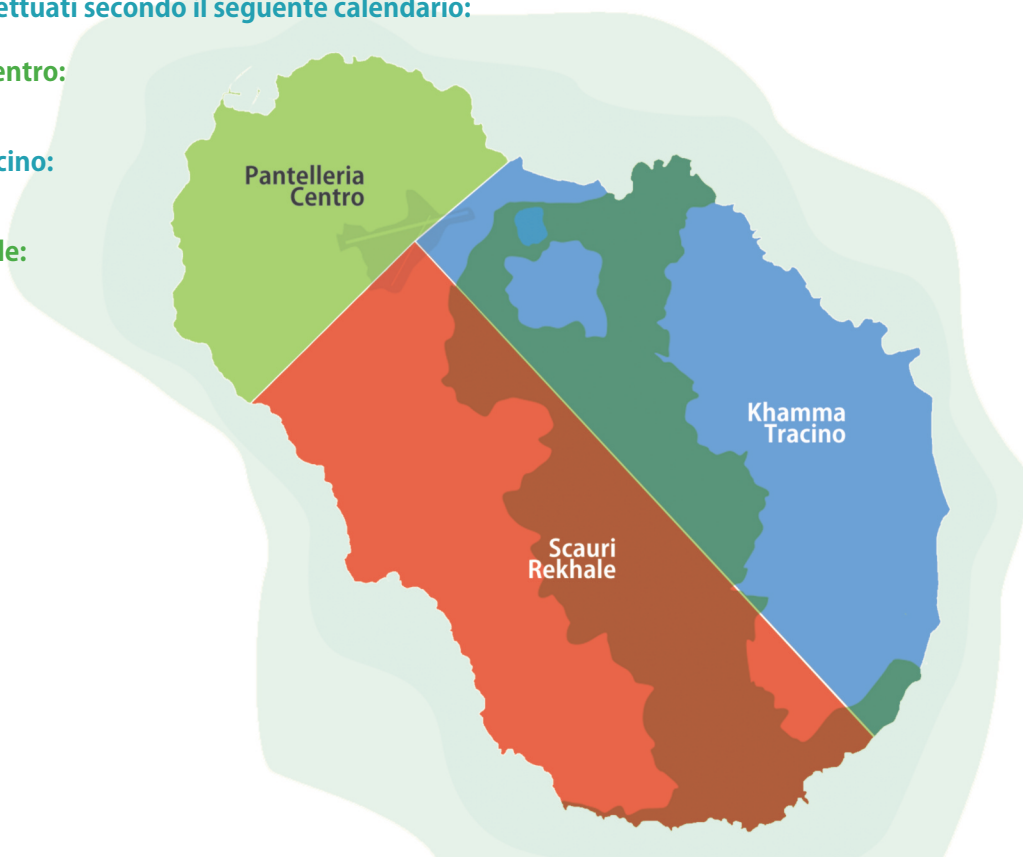 ettuati secondo il seguente calendario:
entro:
cino:
le:
Pantelleria
Centro
Khamma
Tracino
Scauri
Rekhale